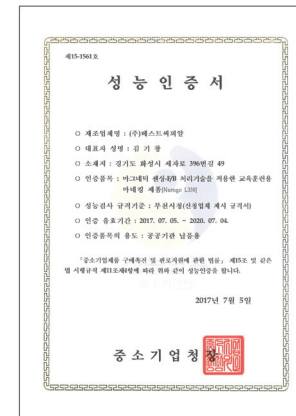 제15-1561호
성능인증서
○ 제조업체명 : (주)베스트씨피알
○ 대표자 성명 : 김 기 창
○ 소재지 : 경기도 화성시 세자로 396번길 49
○ 인증품목 : 마그네틱 센싱-FB 처리기술을 적용한 교육훈련용
마네킹 제품(Nurugo L330)
○ 성능검사 규격기준 : 부천시청(신청업체 제시 규격서)
○ 인증 유효기간 : 2017. 07. 05. ~ 2020. 07. 04.
○ 인증품목의 용도 : 공공기관 납품용
「중소기업제품 구매촉진 및 판로지원에 관한 법률」 제15조 및 같은
법 시행규칙 제11조제4항에 따라 위와 같이 성능인증을 합니다.
2017년 7월 5일
중소기업청장